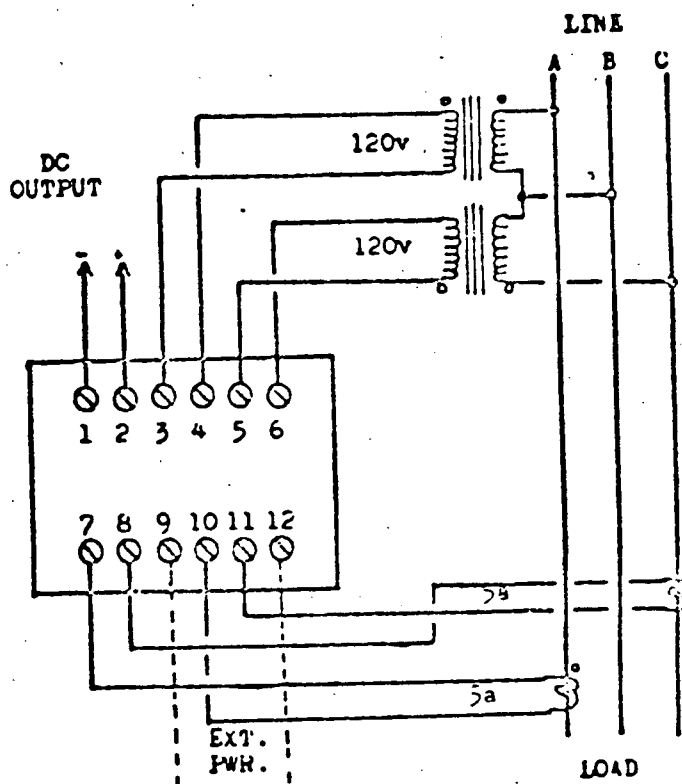 LINE
A B C
120v
DC
OUTPUT
120v
- +
1 2 3 4 5 6
7 8 9 10 11 12
5a
5a
EXT.
PWR.
LOAD